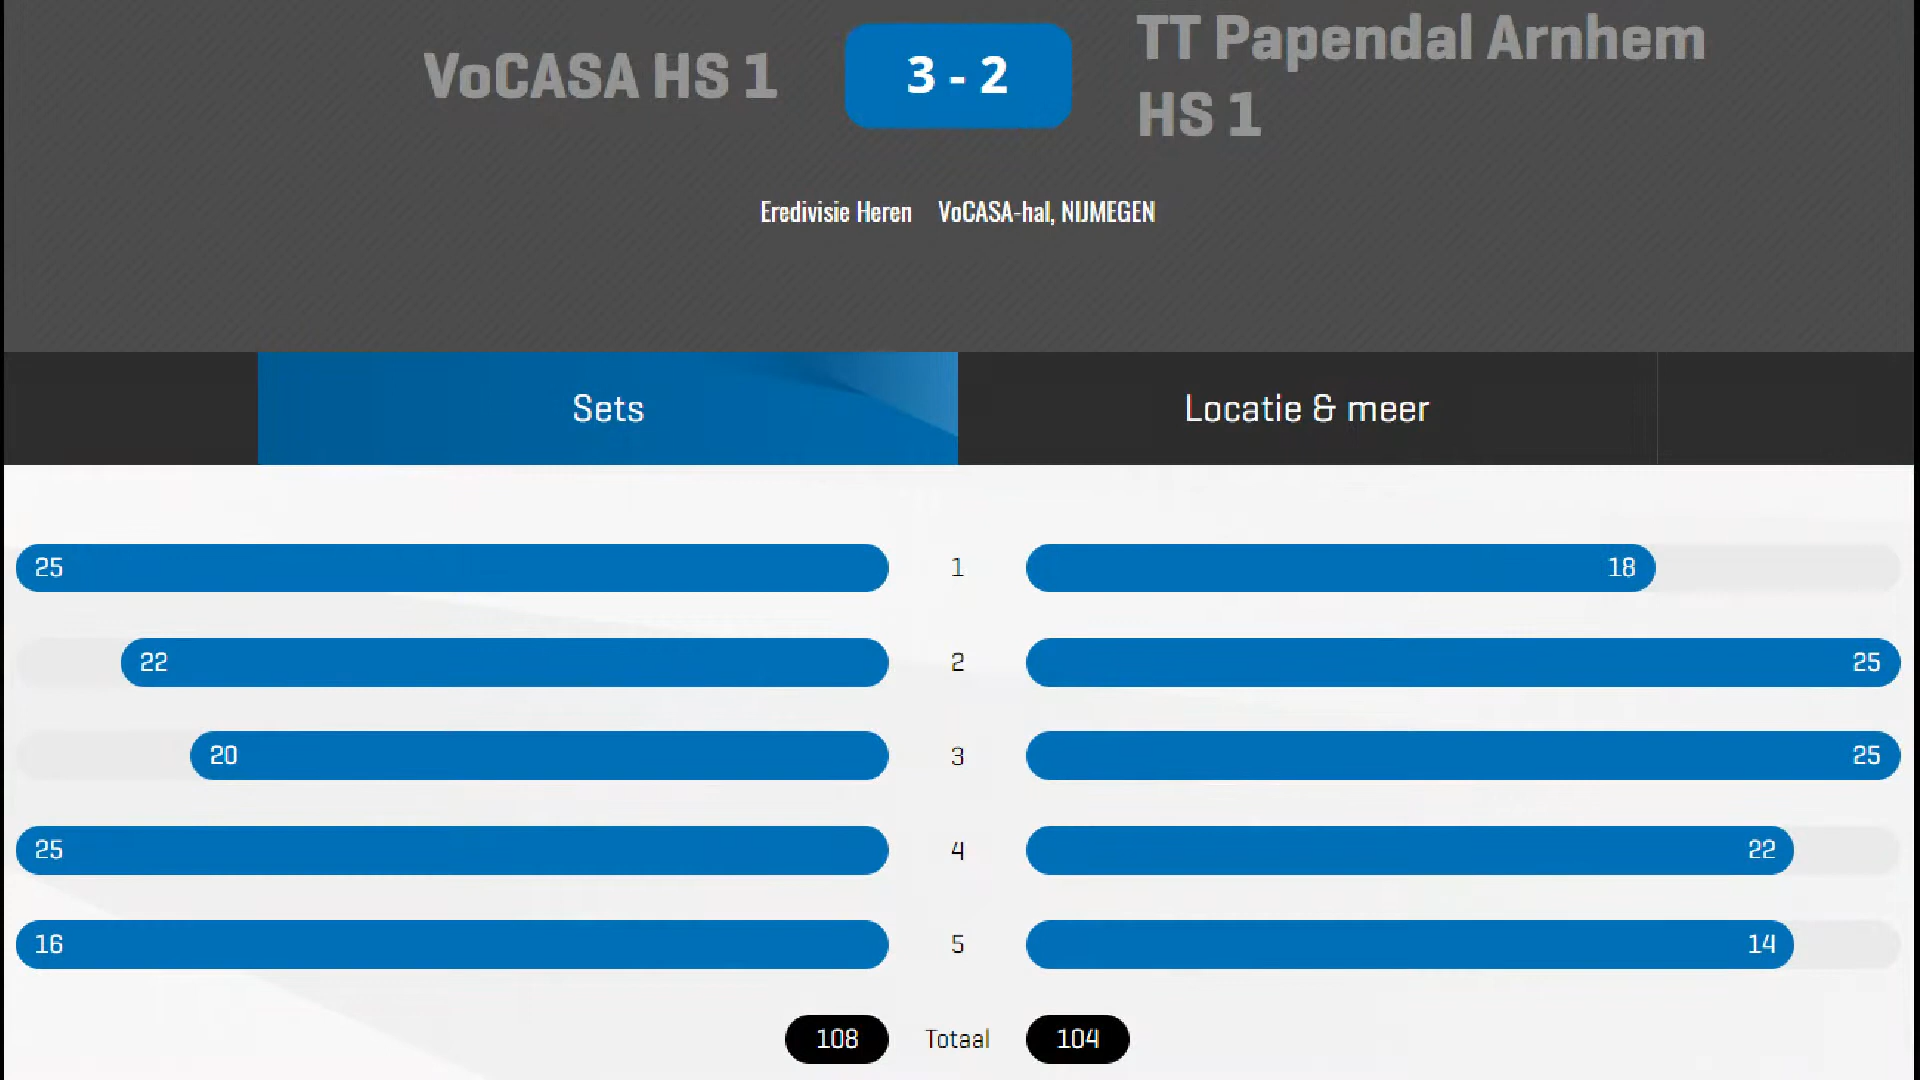 VoCASA HS 1
3 - 2
TT Papendal Arnhem
HS 1
Eredivisie Heren VoCASA-hal, NIJMEGEN
Sets
Locatie & meer
25 1 18
22 2 25
20 3 25
25 4 22
16 5 14
108 Totaal 104